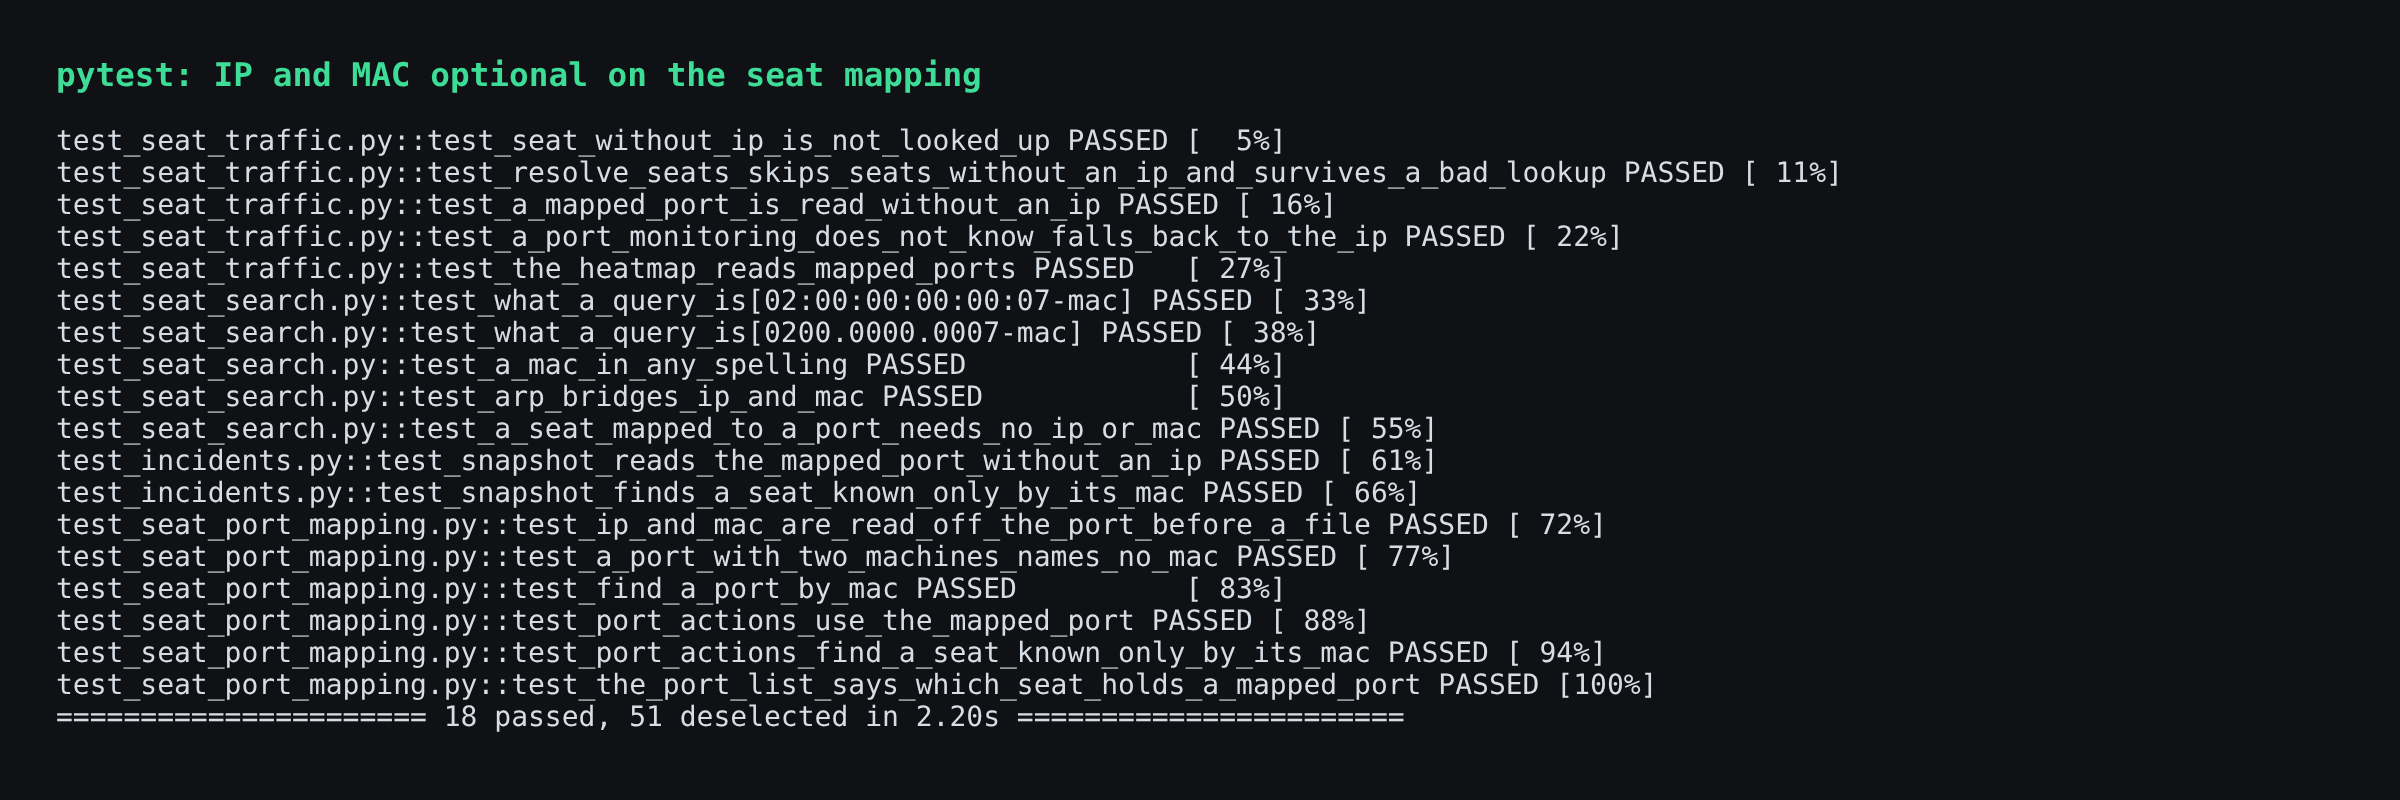 pytest: IP and MAC optional on the seat mapping
test_seat_traffic.py::test_seat_without_ip_is_not_looked_up PASSED [  5%]
test_seat_traffic.py::test_resolve_seats_skips_seats_without_an_ip_and_survives_a_bad_lookup PASSED [ 11%]
test_seat_traffic.py::test_a_mapped_port_is_read_without_an_ip PASSED [ 16%]
test_seat_traffic.py::test_a_port_monitoring_does_not_know_falls_back_to_the_ip PASSED [ 22%]
test_seat_traffic.py::test_the_heatmap_reads_mapped_ports PASSED   [ 27%]
test_seat_search.py::test_what_a_query_is[02:00:00:00:00:07-mac] PASSED [ 33%]
test_seat_search.py::test_what_a_query_is[0200.0000.0007-mac] PASSED [ 38%]
test_seat_search.py::test_a_mac_in_any_spelling PASSED             [ 44%]
test_seat_search.py::test_arp_bridges_ip_and_mac PASSED            [ 50%]
test_seat_search.py::test_a_seat_mapped_to_a_port_needs_no_ip_or_mac PASSED [ 55%]
test_incidents.py::test_snapshot_reads_the_mapped_port_without_an_ip PASSED [ 61%]
test_incidents.py::test_snapshot_finds_a_seat_known_only_by_its_mac PASSED [ 66%]
test_seat_port_mapping.py::test_ip_and_mac_are_read_off_the_port_before_a_file PASSED [ 72%]
test_seat_port_mapping.py::test_a_port_with_two_machines_names_no_mac PASSED [ 77%]
test_seat_port_mapping.py::test_find_a_port_by_mac PASSED          [ 83%]
test_seat_port_mapping.py::test_port_actions_use_the_mapped_port PASSED [ 88%]
test_seat_port_mapping.py::test_port_actions_find_a_seat_known_only_by_its_mac PASSED [ 94%]
test_seat_port_mapping.py::test_the_port_list_says_which_seat_holds_a_mapped_port PASSED [100%]
====================== 18 passed, 51 deselected in 2.20s =======================